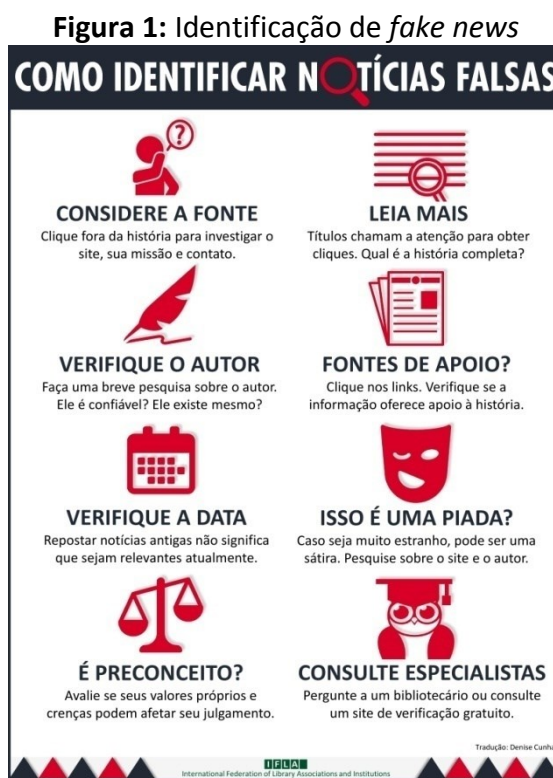 Figura 1: Identificação de fake news
COMO IDENTIFICAR NOTÍCIAS FALSAS
?
CONSIDERE A FONTE
Clique fora da história para investigar o
site, sua missão e contato.
LEIA MAIS
Títulos chamam a atenção para obter
cliques. Qual é a história completa?
VERIFIQUE O AUTOR
Faça uma breve pesquisa sobre o autor.
Ele é confiável? Ele existe mesmo?
FONTES DE APOIO?
Clique nos links. Verifique se a
informação oferece apoio à história.
VERIFIQUE A DATA
Repostar notícias antigas não significa
que sejam relevantes atualmente.
ISSO É UMA PIADA?
Caso seja muito estranho, pode ser uma
sátira. Pesquise sobre o site e o autor.
É PRECONCEITO?
Avalie se seus valores próprios e
crenças podem afetar seu julgamento.
CONSULTE ESPECIALISTAS
Pergunte a um bibliotecário ou consulte
um site de verificação gratuito.
Tradução: Denise Cunha
IFLA
International Federation of Library Associations and Institutions